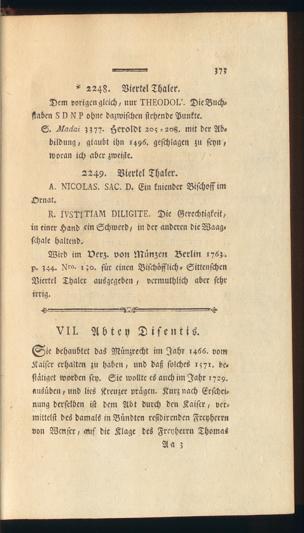 373
* 2248. Viertel Thaler.
Dem vorigen gleich, nur THEODOL'. Die Buch-
staben S D N P ohne dazwischen stehende Punkte.
S. Madai 3377. Heroldt 205-208. mit der Ab-
bildung, glaubt ihn 1496. geschlagen zu seyn,
woran ich aber zweifle.
2249. Viertel Thaler.
A. NICOLAS. SAC. D. Ein knieender Bischoff im
Ornat.
R. IVSTITIAM DILIGITE. Die Gerechtigkeit,
in einer Hand ein Schwerd, in der anderen die Waag-
schale haltend.
Wird im Verz. von Münzen Berlin 1763.
p. 344. Nro. 130. für einen Bischöfflich-Sittenschen
Viertel Thaler ausgegeben, vermuthlich aber sehr
irrig.
VII. Abtey Disentis.
Sie behaubtet das Münzrecht im Jahr 1466. vom
Kaiser erhalten zu haben, und daß solches 1571. be-
stätiget worden sey. Sie wollte es auch im Jahr 1729.
ausüben, und lies Kreuzer prägen. Kurz nach Erschei-
nung derselben ist dem Abt durch den Kaiser, ver-
mittelst des damals in Bündten residirenden Freyherrn
von Wenser, auf die Klage des Freyherrn Thomas
Aa 3